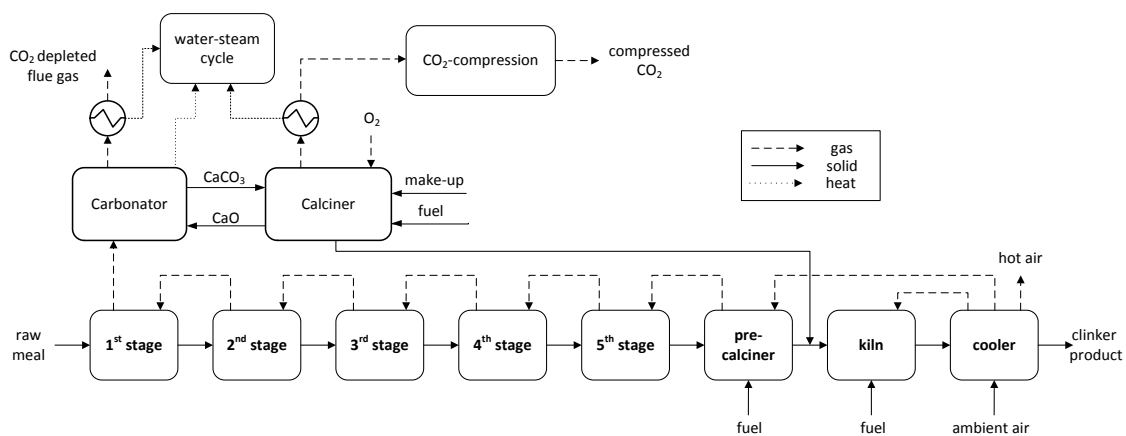 water-steam
cycle
CO₂ depleted
flue gas
CO₂-compression
compressed
CO₂
O₂
gas
solid
heat
Carbonator
CaCO₃
CaO
Calciner
make-up
fuel
hot air
raw
meal
1st stage
2nd stage
3rd stage
4th stage
5th stage
pre-
calciner
kiln
cooler
clinker
product
fuel
fuel
ambient air